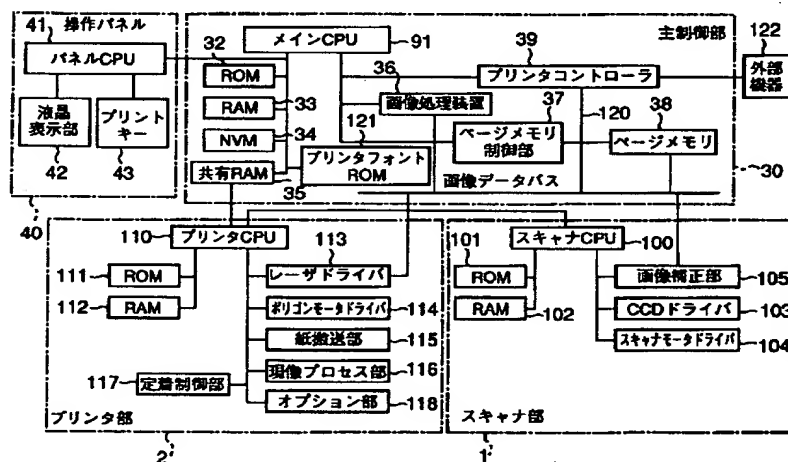 41
操作パネル
パネルCPU
液晶
表示部
プリント
キー
42
43
40
メインCPU
91
主制御部
39
122
32
ROM
36
プリンタコントローラ
外部
機器
RAM
33
画像処理装置
37
120
38
NVM
34
121
ページメモリ
制御部
ページメモリ
共有RAM
35
プリンタフォント
ROM
画像データバス
30
110
プリンタCPU
113
111
ROM
レーザドライバ
112
RAM
ポリゴンモータドライバ
114
紙搬送部
115
117
定着制御部
現像プロセス部
116
オプション部
118
プリンタ部
2
101
スキャナCPU
100
ROM
画像補正部
105
RAM
102
CCDドライバ
103
スキャナモータドライバ
104
スキャナ部
1